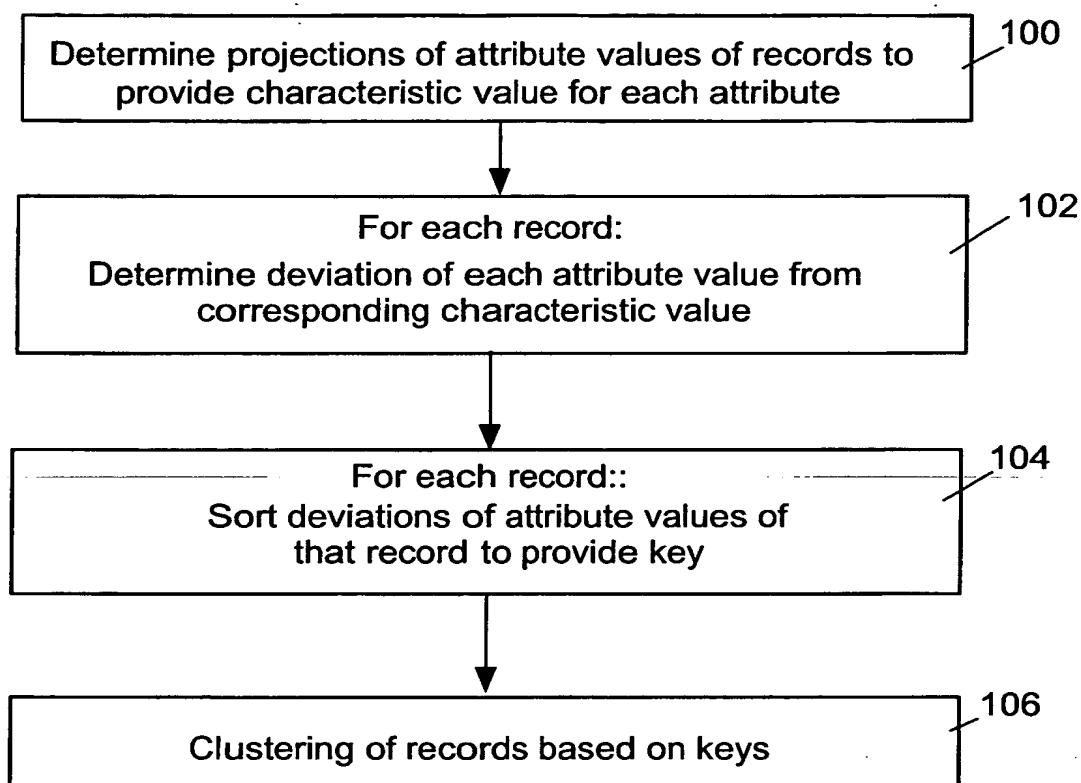 Determine projections of attribute values of records to
provide characteristic value for each attribute
100
For each record:
Determine deviation of each attribute value from
corresponding characteristic value
102
For each record::
Sort deviations of attribute values of
that record to provide key
104
Clustering of records based on keys
106